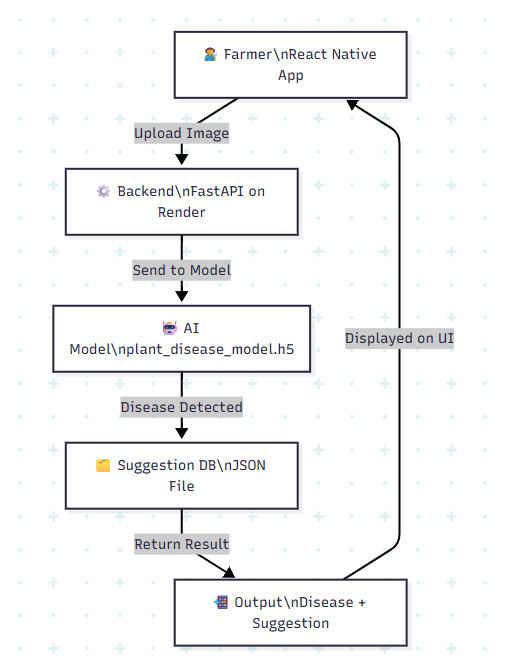 Farmer\nReact Native
App
Upload Image
Backend\nFastAPI on
Render
Send to Model
AI
Model\nplant_disease_model.h5
Displayed on UI
Disease Detected
Suggestion DB\nJSON
File
Return Result
Output\nDisease +
Suggestion